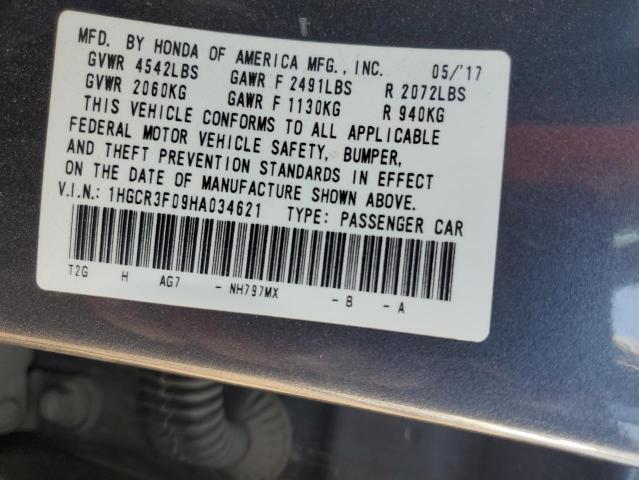 MFD. BY HONDA OF AMERICA MFG., INC. 05/'17
GVWR 4542LBS GAWR F 2491LBS R 2072LBS
GVWR 2060KG GAWR F 1130KG R 940KG
THIS VEHICLE CONFORMS TO ALL APPLICABLE
FEDERAL MOTOR VEHICLE SAFETY, BUMPER,
AND THEFT PREVENTION STANDARDS IN EFFECT
ON THE DATE OF MANUFACTURE SHOWN ABOVE.
V.I.N.: 1HGCR3F09HA034621 TYPE: PASSENGER CAR
T2G H AG7 - NH797MX - B - A